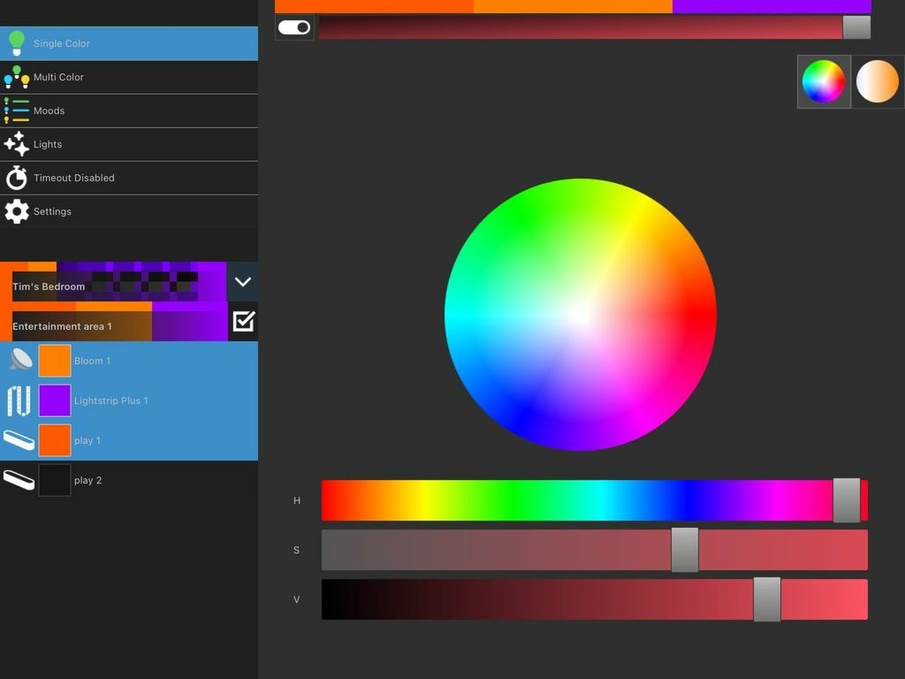 Single Color
Multi Color
Moods
Lights
Timeout Disabled
Settings
Tim's Bedroom
Entertainment area 1
Bloom 1
Lightstrip Plus 1
play 1
play 2
H
S
V